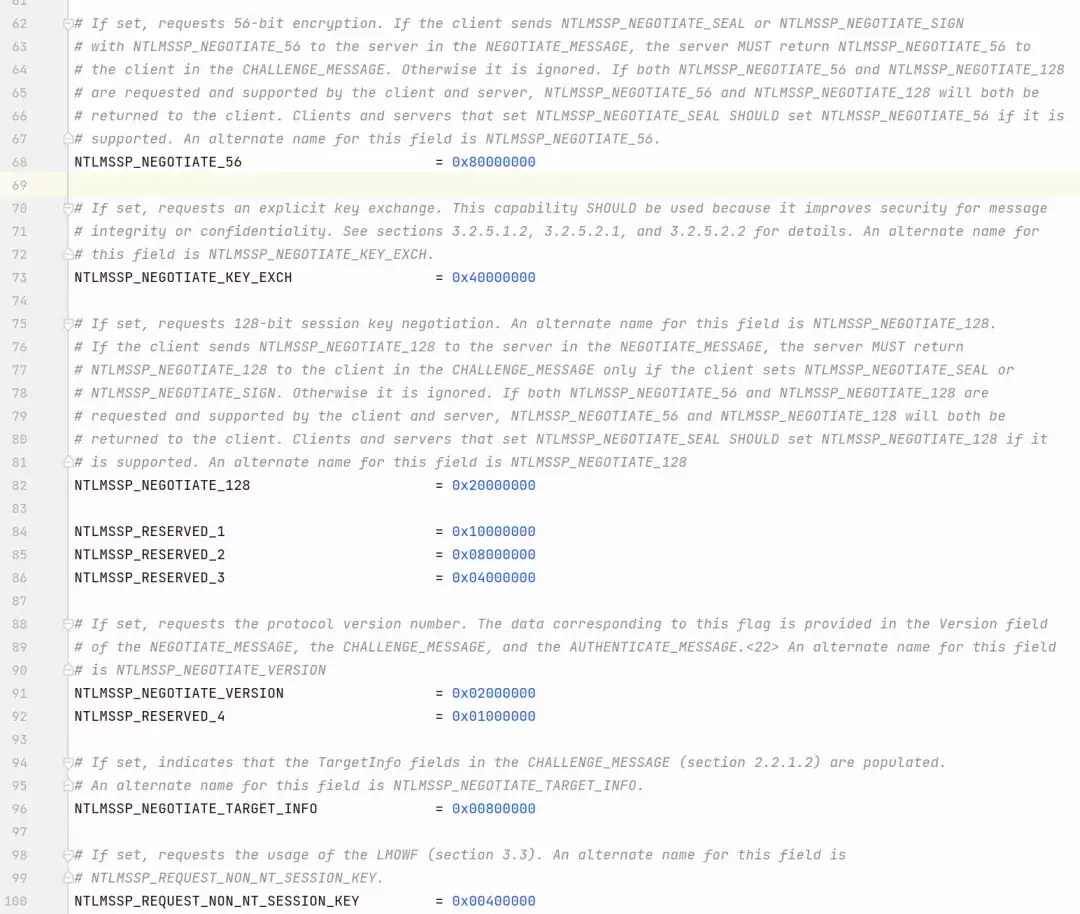 61
62 # If set, requests 56-bit encryption. If the client sends NTLMSSP_NEGOTIATE_SEAL or NTLMSSP_NEGOTIATE_SIGN
63 # with NTLMSSP_NEGOTIATE_56 to the server in the NEGOTIATE_MESSAGE, the server MUST return NTLMSSP_NEGOTIATE_56 to
64 # the client in the CHALLENGE_MESSAGE. Otherwise it is ignored. If both NTLMSSP_NEGOTIATE_56 and NTLMSSP_NEGOTIATE_128
65 # are requested and supported by the client and server, NTLMSSP_NEGOTIATE_56 and NTLMSSP_NEGOTIATE_128 will both be
66 # returned to the client. Clients and servers that set NTLMSSP_NEGOTIATE_SEAL SHOULD set NTLMSSP_NEGOTIATE_56 if it is
67 # supported. An alternate name for this field is NTLMSSP_NEGOTIATE_56.
68 NTLMSSP_NEGOTIATE_56 = 0x80000000
69
70 # If set, requests an explicit key exchange. This capability SHOULD be used because it improves security for message
71 # integrity or confidentiality. See sections 3.2.5.1.2, 3.2.5.2.1, and 3.2.5.2.2 for details. An alternate name for
72 # this field is NTLMSSP_NEGOTIATE_KEY_EXCH.
73 NTLMSSP_NEGOTIATE_KEY_EXCH = 0x40000000
74
75 # If set, requests 128-bit session key negotiation. An alternate name for this field is NTLMSSP_NEGOTIATE_128.
76 # If the client sends NTLMSSP_NEGOTIATE_128 to the server in the NEGOTIATE_MESSAGE, the server MUST return
77 # NTLMSSP_NEGOTIATE_128 to the client in the CHALLENGE_MESSAGE only if the client sets NTLMSSP_NEGOTIATE_SEAL or
78 # NTLMSSP_NEGOTIATE_SIGN. Otherwise it is ignored. If both NTLMSSP_NEGOTIATE_56 and NTLMSSP_NEGOTIATE_128 are
79 # requested and supported by the client and server, NTLMSSP_NEGOTIATE_56 and NTLMSSP_NEGOTIATE_128 will both be
80 # returned to the client. Clients and servers that set NTLMSSP_NEGOTIATE_SEAL SHOULD set NTLMSSP_NEGOTIATE_128 if it
81 # is supported. An alternate name for this field is NTLMSSP_NEGOTIATE_128
82 NTLMSSP_NEGOTIATE_128 = 0x20000000
83
84 NTLMSSP_RESERVED_1 = 0x10000000
85 NTLMSSP_RESERVED_2 = 0x08000000
86 NTLMSSP_RESERVED_3 = 0x04000000
87
88 # If set, requests the protocol version number. The data corresponding to this flag is provided in the Version field
89 # of the NEGOTIATE_MESSAGE, the CHALLENGE_MESSAGE, and the AUTHENTICATE_MESSAGE.<22> An alternate name for this field
90 # is NTLMSSP_NEGOTIATE_VERSION
91 NTLMSSP_NEGOTIATE_VERSION = 0x02000000
92 NTLMSSP_RESERVED_4 = 0x01000000
93
94 # If set, indicates that the TargetInfo fields in the CHALLENGE_MESSAGE (section 2.2.1.2) are populated.
95 # An alternate name for this field is NTLMSSP_NEGOTIATE_TARGET_INFO.
96 NTLMSSP_NEGOTIATE_TARGET_INFO = 0x00800000
97
98 # If set, requests the usage of the LMOWF (section 3.3). An alternate name for this field is
99 # NTLMSSP_REQUEST_NON_NT_SESSION_KEY.
100 NTLMSSP_REQUEST_NON_NT_SESSION_KEY = 0x00400000